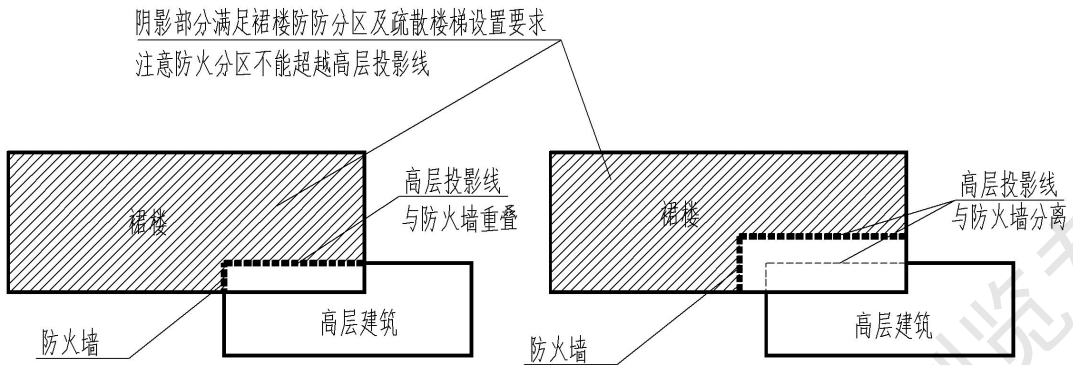 阴影部分满足裙楼防防分区及疏散楼梯设置要求
注意防火分区不能超越高层投影线
高层投影线
与防火墙重叠
裙楼
高层建筑
防火墙
高层投影线
与防火墙分离
裙楼
高层建筑
防火墙